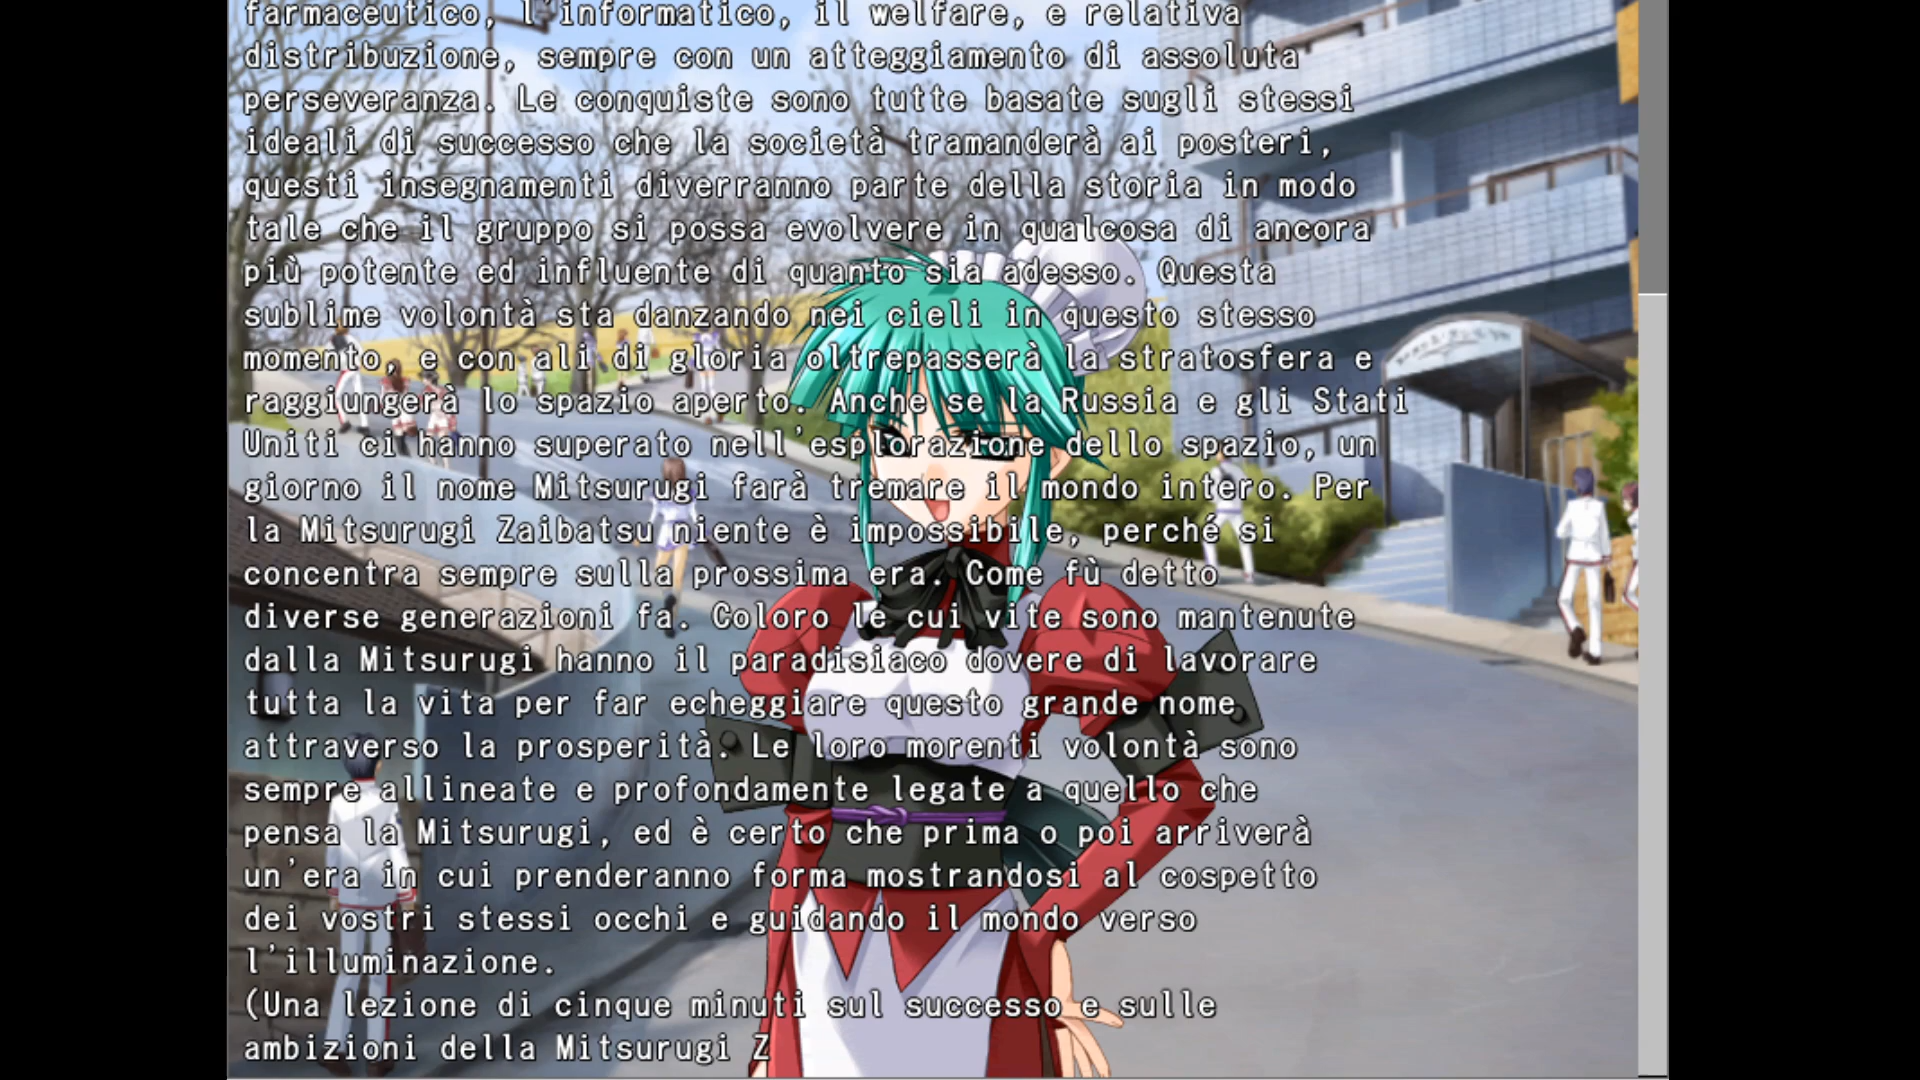 farmaceutico, l'informatico, il welfare, e relativa
distribuzione, sempre con un atteggiamento di assoluta
perseveranza. Le conquiste sono tutte basate sugli stessi
ideali di successo che la società tramanderà ai posteri,
questi insegnamenti diverranno parte della storia in modo
tale che il gruppo si possa evolvere in qualcosa di ancora
più potente ed influente di quanto sia adesso. Questa
sublime volontà sta danzando nei cieli in questo stesso
momento, e con ali di gloria oltrepasserà la stratosfera e
raggiungerà lo spazio aperto. Anche se la Russia e gli Stati
Uniti ci hanno superato nell'esplorazione dello spazio, un
giorno il nome Mitsurugi farà tremare il mondo intero. Per
la Mitsurugi Zaibatsu niente è impossibile, perché si
concentra sempre sulla prossima era. Come fù detto
diverse generazioni fa. Coloro le cui vite sono mantenute
dalla Mitsurugi hanno il paradisiaco dovere di lavorare
tutta la vita per far echeggiare questo grande nome
attraverso la prosperità. Le loro morenti volontà sono
sempre allineate e profondamente legate a quello che
pensa la Mitsurugi, ed è certo che prima o poi arriverà
un'era in cui prenderanno forma mostrandosi al cospetto
dei vostri stessi occhi e guidando il mondo verso
l'illuminazione.
(Una lezione di cinque minuti sul successo e sulle
ambizioni della Mitsurugi Z